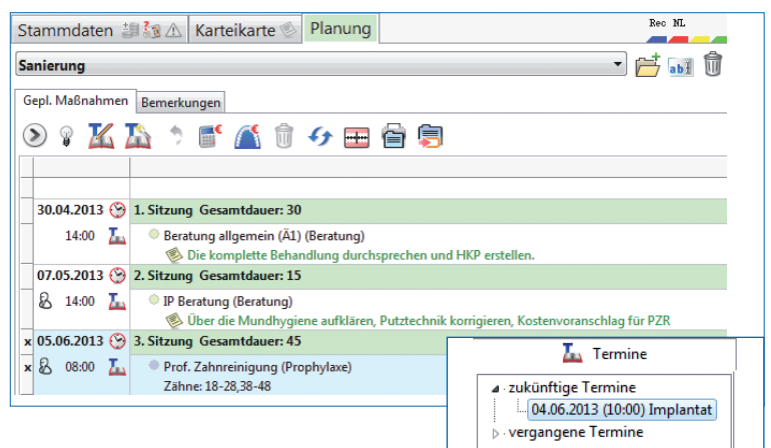 Rec NL
Stammdaten Karteikarte Planung
Sanierung
Gepl. Maßnahmen Bemerkungen
30.04.2013 1. Sitzung Gesamtdauer: 30
14:00 Beratung allgemein (Ä1) (Beratung)
Die komplette Behandlung durchsprechen und HKP erstellen.
07.05.2013 2. Sitzung Gesamtdauer: 15
14:00 IP Beratung (Beratung)
Über die Mundhygiene aufklären, Putztechnik korrigieren, Kostenvoranschlag für PZR
x 05.06.2013 3. Sitzung Gesamtdauer: 45
x 08:00 Prof. Zahnreinigung (Prophylaxe)
Zähne: 18-28,38-48
Termine
zukünftige Termine
04.06.2013 (10:00) Implantat
vergangene Termine